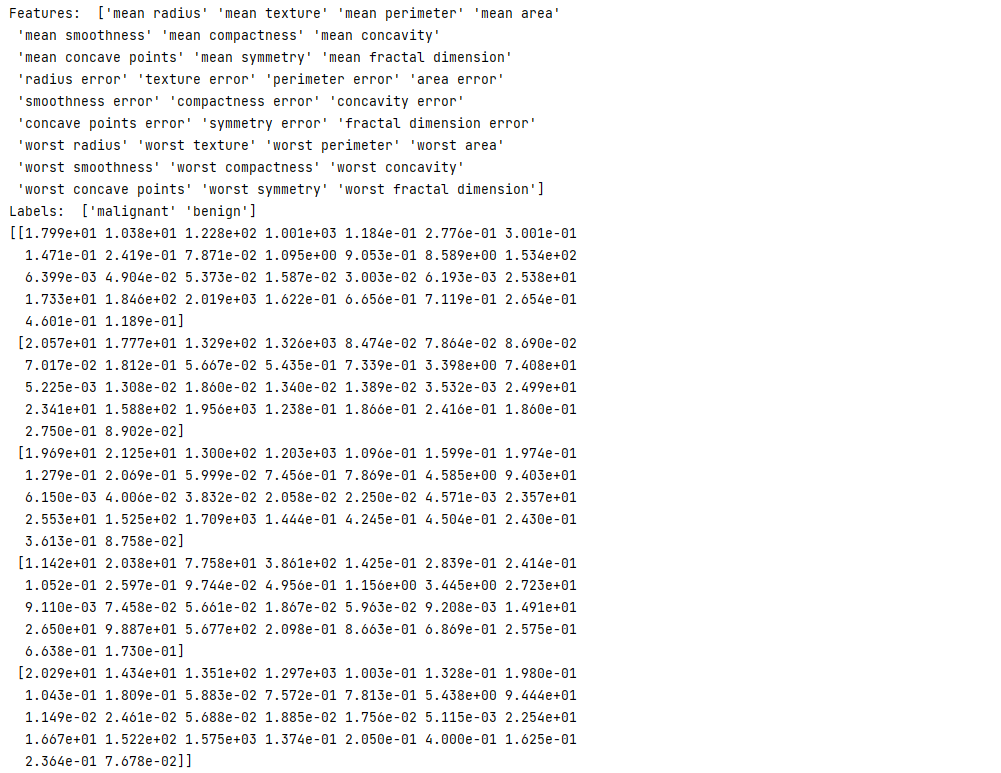 Features:  ['mean radius' 'mean texture' 'mean perimeter' 'mean area'
 'mean smoothness' 'mean compactness' 'mean concavity'
 'mean concave points' 'mean symmetry' 'mean fractal dimension'
 'radius error' 'texture error' 'perimeter error' 'area error'
 'smoothness error' 'compactness error' 'concavity error'
 'concave points error' 'symmetry error' 'fractal dimension error'
 'worst radius' 'worst texture' 'worst perimeter' 'worst area'
 'worst smoothness' 'worst compactness' 'worst concavity'
 'worst concave points' 'worst symmetry' 'worst fractal dimension']
Labels:  ['malignant' 'benign']
[[1.799e+01 1.038e+01 1.228e+02 1.001e+03 1.184e-01 2.776e-01 3.001e-01
  1.471e-01 2.419e-01 7.871e-02 1.095e+00 9.053e-01 8.589e+00 1.534e+02
  6.399e-03 4.904e-02 5.373e-02 1.587e-02 3.003e-02 6.193e-03 2.538e+01
  1.733e+01 1.846e+02 2.019e+03 1.622e-01 6.656e-01 7.119e-01 2.654e-01
  4.601e-01 1.189e-01]
 [2.057e+01 1.777e+01 1.329e+02 1.326e+03 8.474e-02 7.864e-02 8.690e-02
  7.017e-02 1.812e-01 5.667e-02 5.435e-01 7.339e-01 3.398e+00 7.408e+01
  5.225e-03 1.308e-02 1.860e-02 1.340e-02 1.389e-02 3.532e-03 2.499e+01
  2.341e+01 1.588e+02 1.956e+03 1.238e-01 1.866e-01 2.416e-01 1.860e-01
  2.750e-01 8.902e-02]
 [1.969e+01 2.125e+01 1.300e+02 1.203e+03 1.096e-01 1.599e-01 1.974e-01
  1.279e-01 2.069e-01 5.999e-02 7.456e-01 7.869e-01 4.585e+00 9.403e+01
  6.150e-03 4.006e-02 3.832e-02 2.058e-02 2.250e-02 4.571e-03 2.357e+01
  2.553e+01 1.525e+02 1.709e+03 1.444e-01 4.245e-01 4.504e-01 2.430e-01
  3.613e-01 8.758e-02]
 [1.142e+01 2.038e+01 7.758e+01 3.861e+02 1.425e-01 2.839e-01 2.414e-01
  1.052e-01 2.597e-01 9.744e-02 4.956e-01 1.156e+00 3.445e+00 2.723e+01
  9.110e-03 7.458e-02 5.661e-02 1.867e-02 5.963e-02 9.208e-03 1.491e+01
  2.650e+01 9.887e+01 5.677e+02 2.098e-01 8.663e-01 6.869e-01 2.575e-01
  6.638e-01 1.730e-01]
 [2.029e+01 1.434e+01 1.351e+02 1.297e+03 1.003e-01 1.328e-01 1.980e-01
  1.043e-01 1.809e-01 5.883e-02 7.572e-01 7.813e-01 5.438e+00 9.444e+01
  1.149e-02 2.461e-02 5.688e-02 1.885e-02 1.756e-02 5.115e-03 2.254e+01
  1.667e+01 1.522e+02 1.575e+03 1.374e-01 2.050e-01 4.000e-01 1.625e-01
  2.364e-01 7.678e-02]]